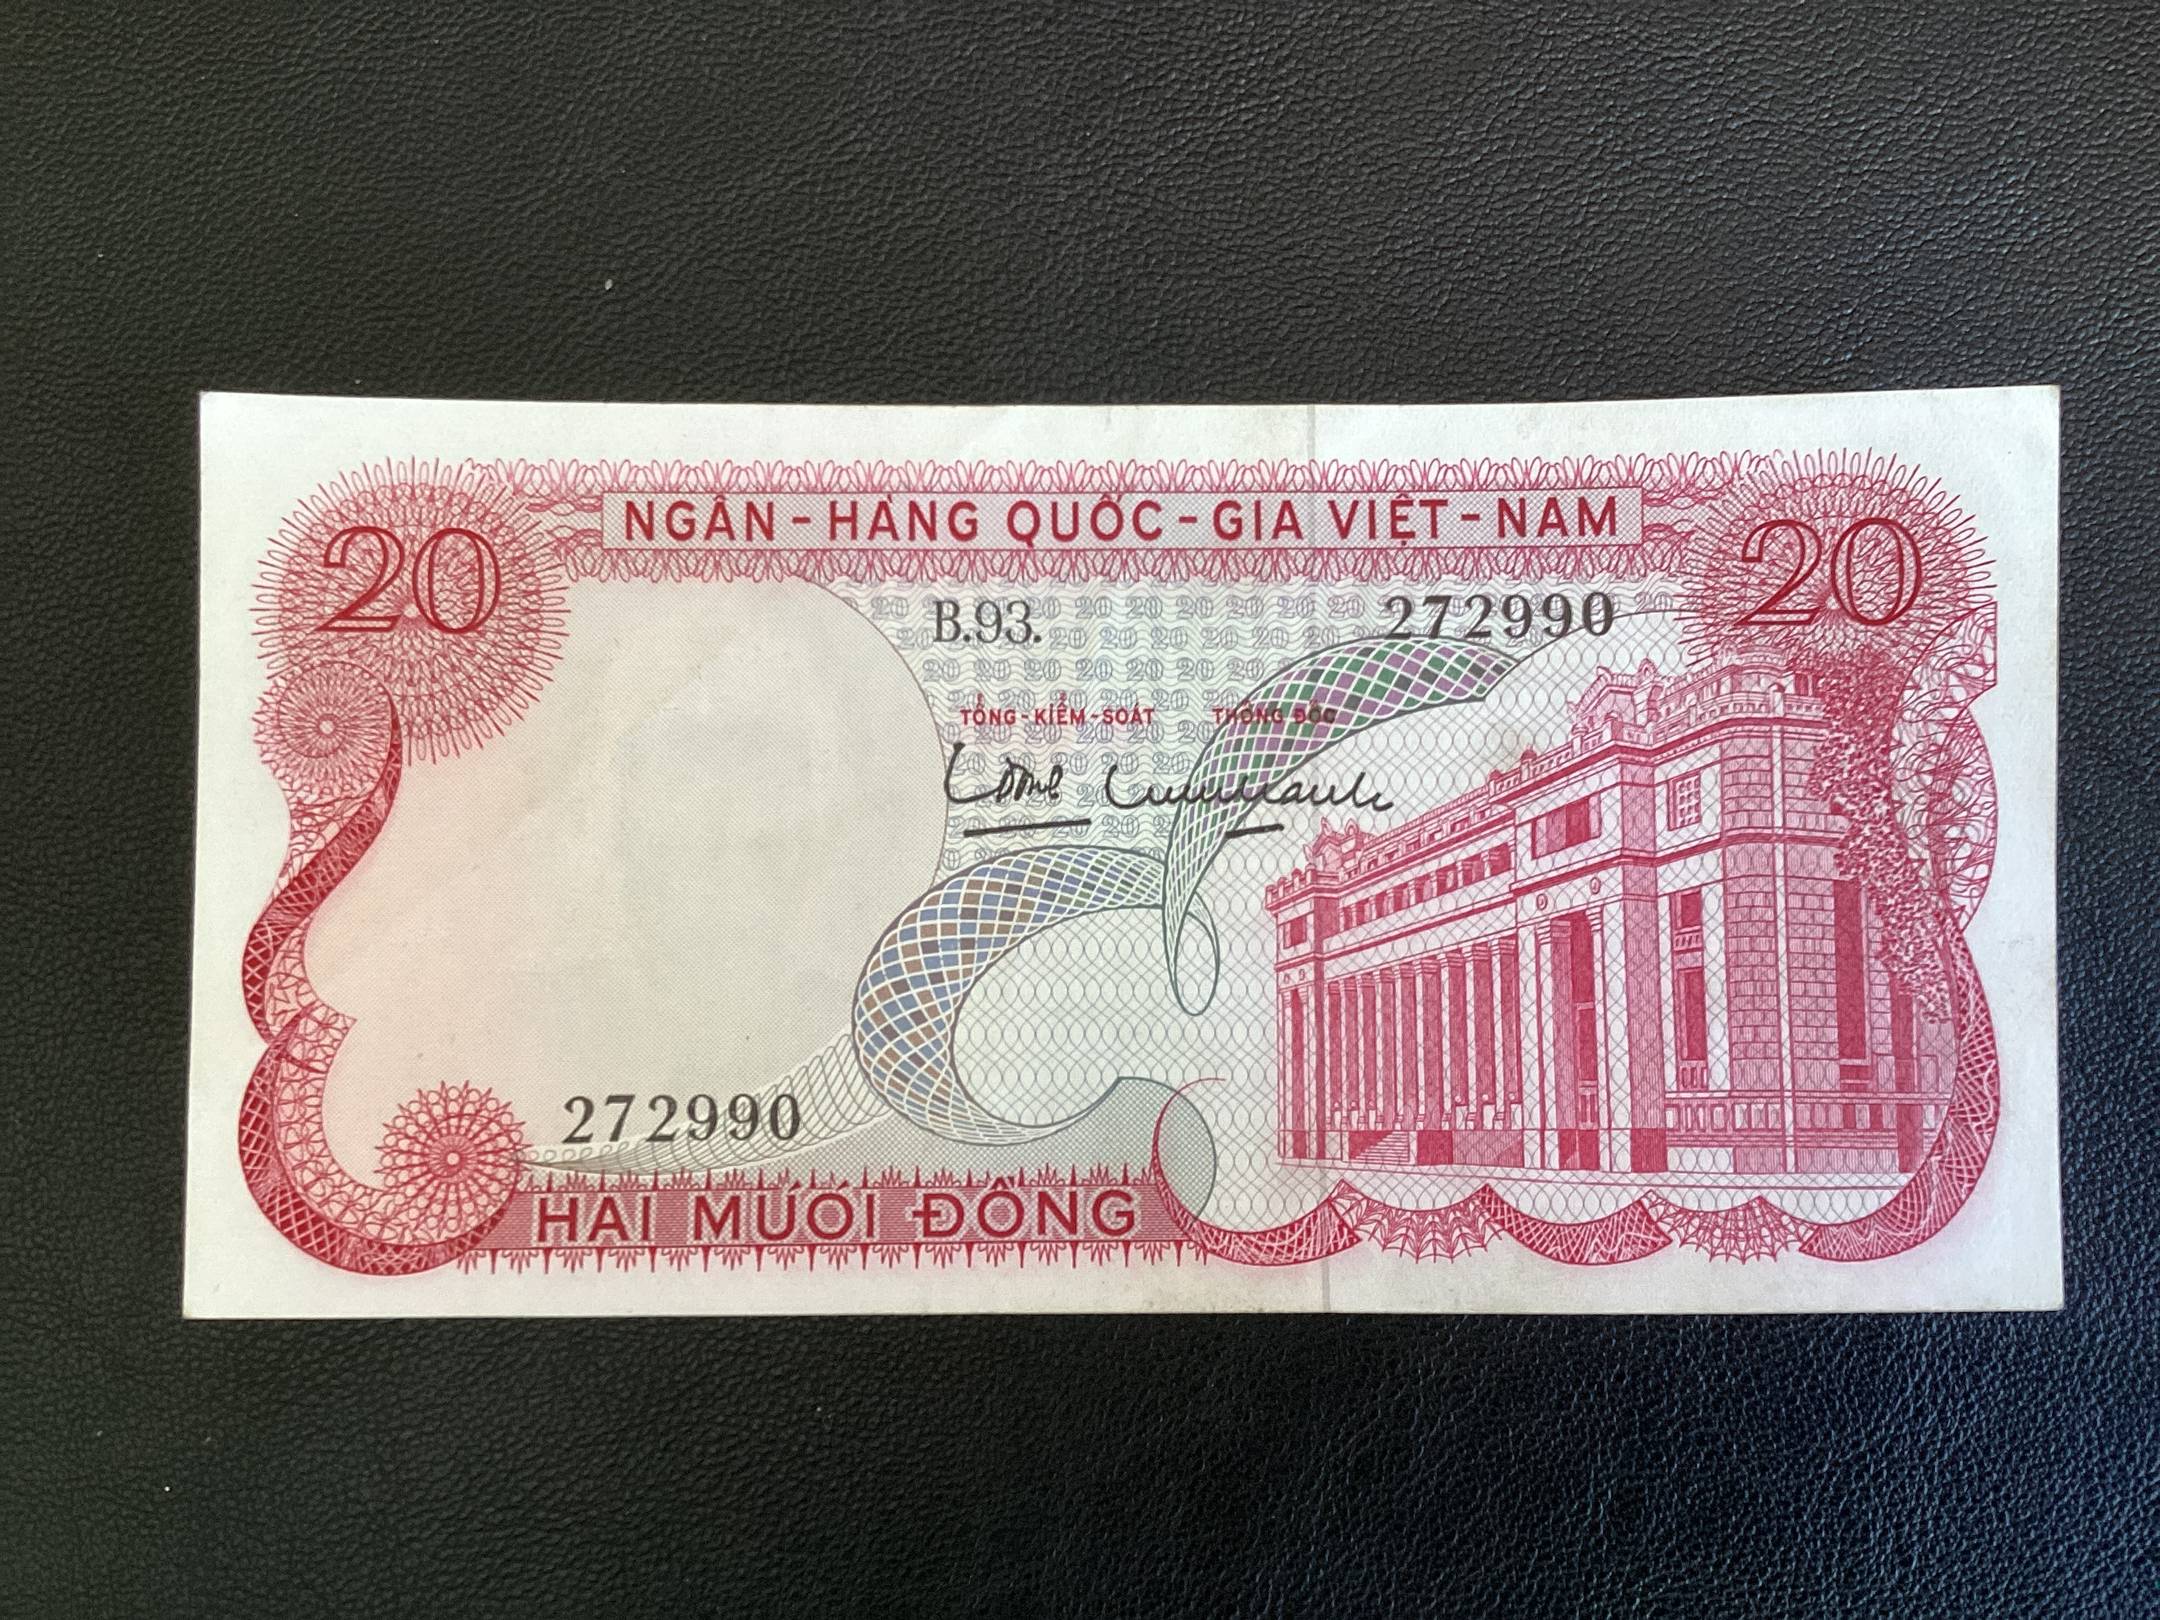 NGÂN-HÀNG QUỐC-GIA VIỆT-NAM
20 20
B.93. 272990
TỔNG-KIỂM-SOÁT THỐNG ĐỐC
272990
HAI MƯƠI ĐỒNG